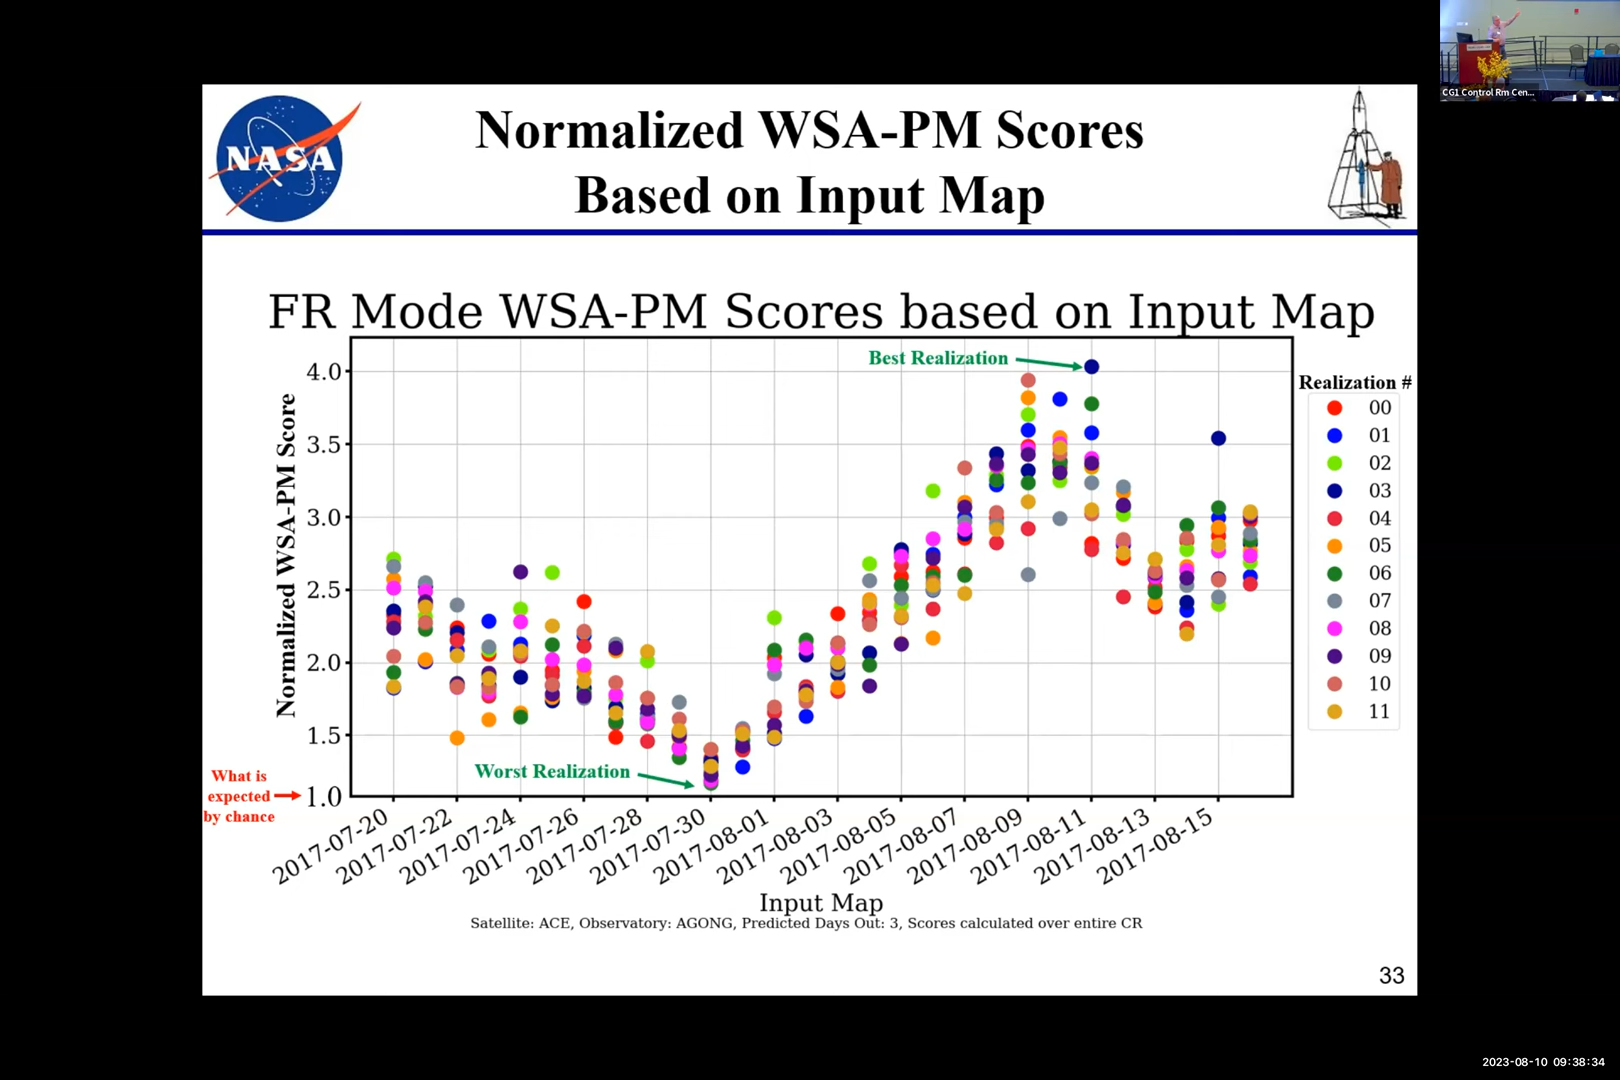 CG1 Control Rm Cen...
NASA
Normalized WSA-PM Scores
Based on Input Map
FR Mode WSA-PM Scores based on Input Map
Normalized WSA-PM Score
4.0
3.5
3.0
2.5
2.0
1.5
1.0
Best Realization
Worst Realization
What is
expected
by chance
Realization #
00
01
02
03
04
05
06
07
08
09
10
11
2017-07-20
2017-07-22
2017-07-24
2017-07-26
2017-07-28
2017-07-30
2017-08-01
2017-08-03
2017-08-05
2017-08-07
2017-08-09
2017-08-11
2017-08-13
2017-08-15
Input Map
Satellite: ACE, Observatory: AGONG, Predicted Days Out: 3, Scores calculated over entire CR
33
2023-08-10 09:38:34